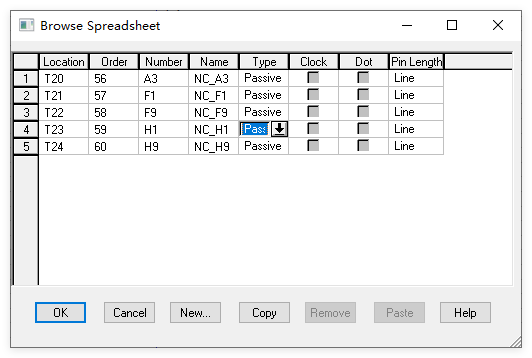 Browse Spreadsheet
Location Order Number Name Type Clock Dot Pin Length
1 T20 56 A3 NC_A3 Passive Line
2 T21 57 F1 NC_F1 Passive Line
3 T22 58 F9 NC_F9 Passive Line
4 T23 59 H1 NC_H1 Pas Line
5 T24 60 H9 NC_H9 Passive Line
OK Cancel New... Copy Remove Paste Help